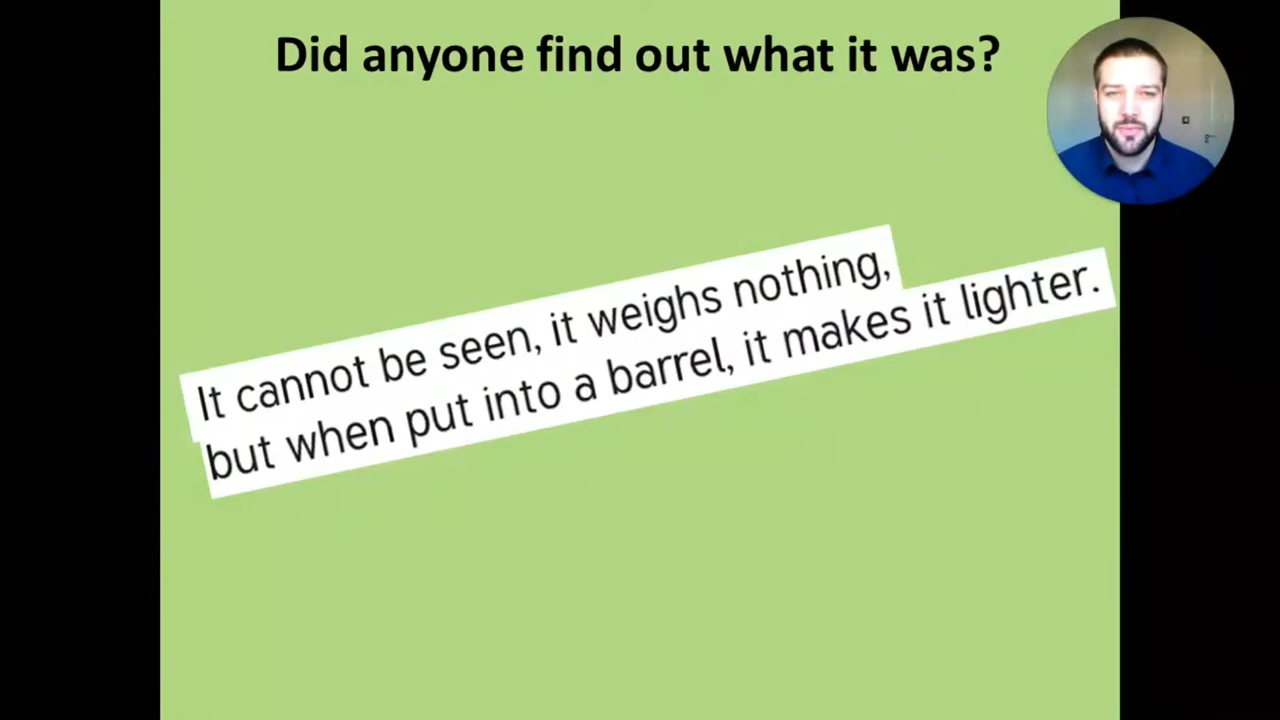 Did anyone find out what it was?
It cannot be seen, it weighs nothing,
but when put into a barrel, it makes it lighter.